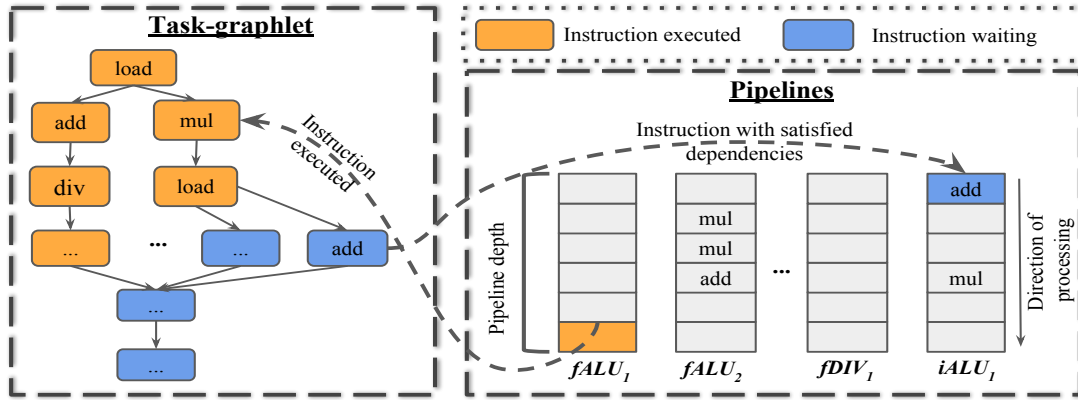 Task-graphlet
load
add
mul
div
load
...
...
...
add
...
...
Instruction
executed
Instruction executed
Instruction waiting
Pipelines
Instruction with satisfied
dependencies
Pipeline depth
mul
mul
add
...
add
mul
Direction of
processing
fALU1
fALU2
fDIV1
iALU1